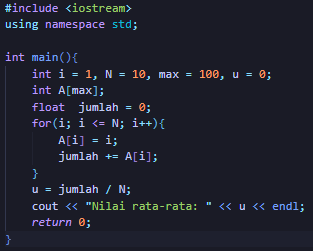 #include <iostream>
using namespace std;
int main(){
    int i = 1, N = 10, max = 100, u = 0;
    int A[max];
    float  jumlah = 0;
    for(i; i <= N; i++){
        A[i] = i;
        jumlah += A[i];
    }
    u = jumlah / N;
    cout << "Nilai rata-rata: " << u << endl;
    return 0;
}